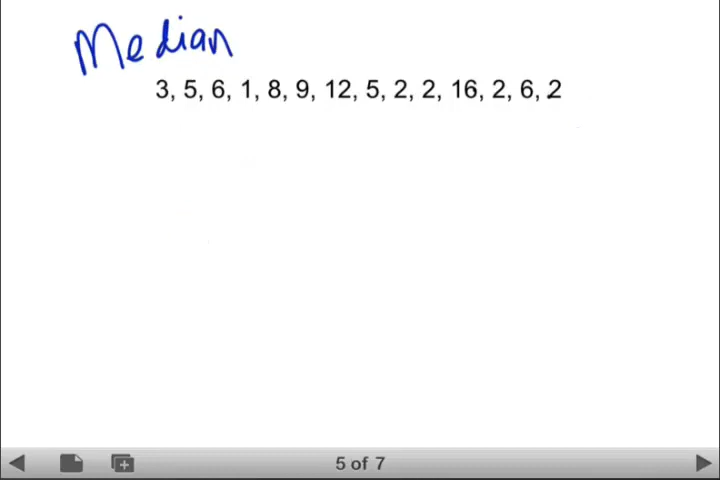 Median
3, 5, 6, 1, 8, 9, 12, 5, 2, 2, 16, 2, 6, 2
5 of 7